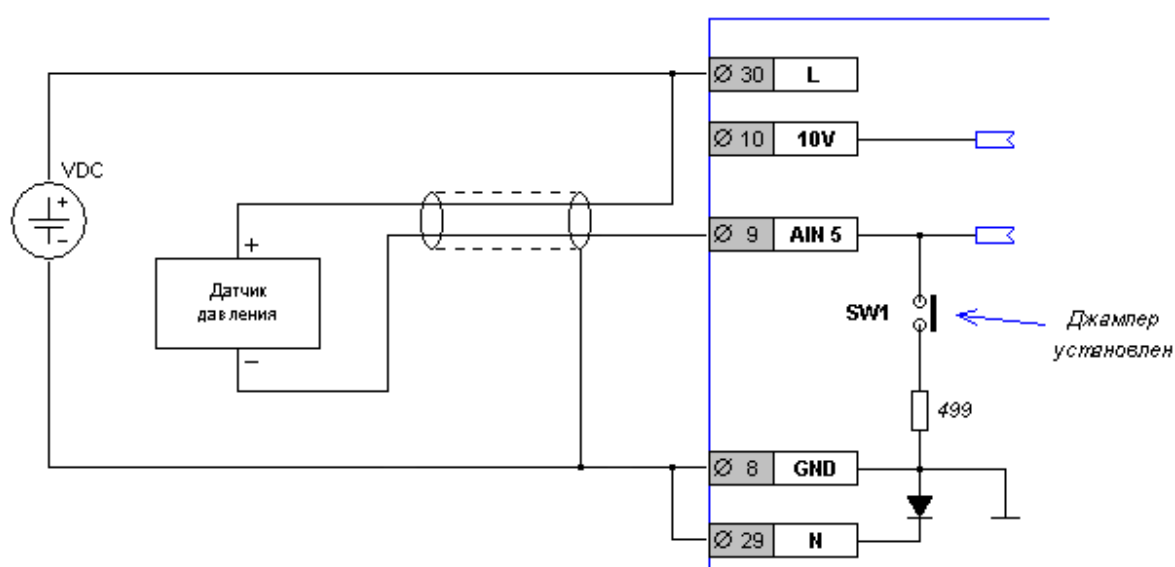 Ø 30 L
Ø 10 10V
VDC
+
−
+
Ø 9 AIN 5
Датчик
давления
−
SW1
Джампер
установлен
499
Ø 8 GND
Ø 29 N